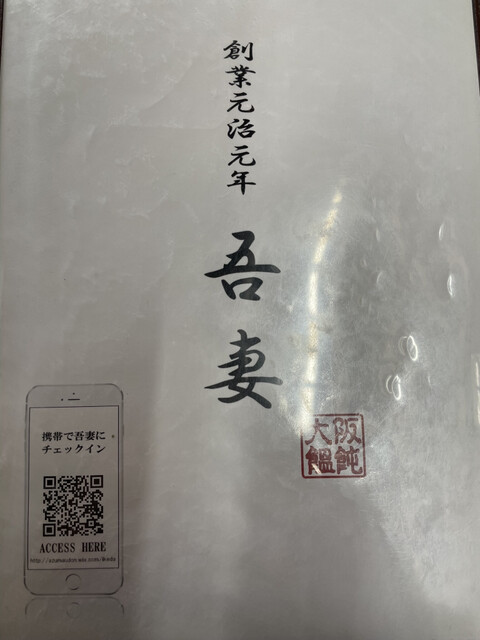 創業元治元年
吾妻
大阪
饂飩
携帯で吾妻に
チェックイン
ACCESS HERE